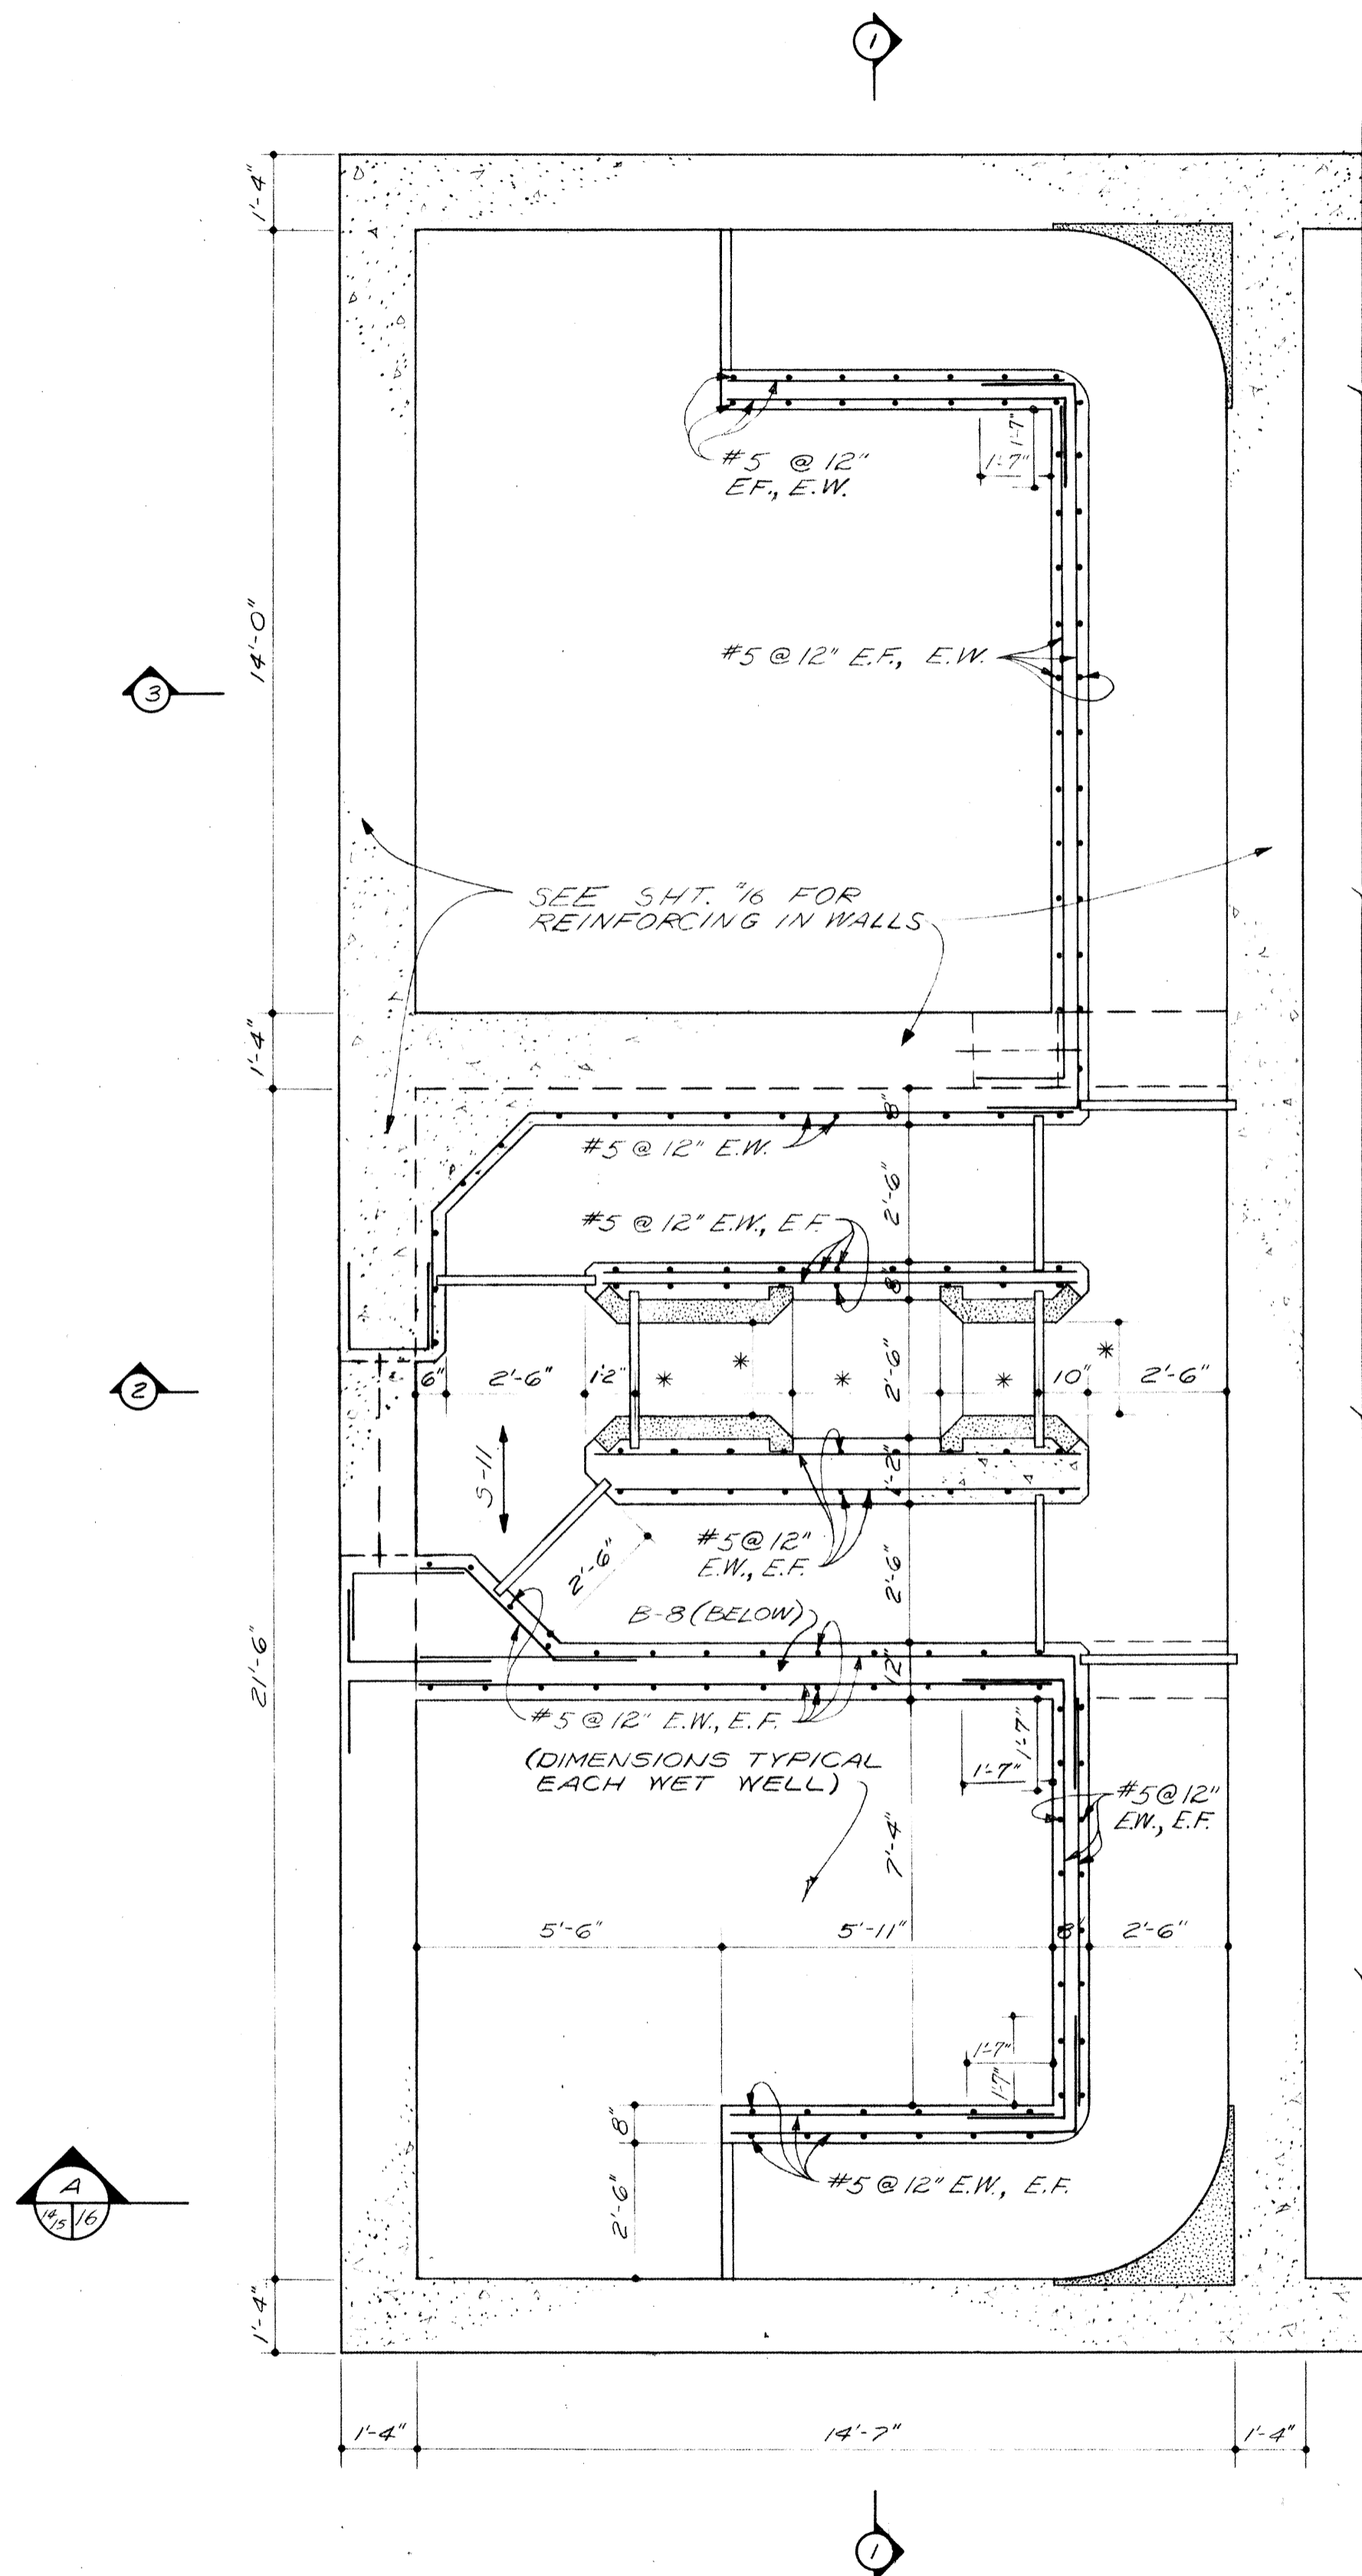 1
1'-4"
#5 @ 12"
E.F., E.W.
1'-7"
1'-7"
14'-0"
#5 @ 12" E.F., E.W.
3
SEE SHT. #16 FOR
REINFORCING IN WALLS
1'-4"
8"
#5 @ 12" E.W.
2'-6"
#5 @ 12" E.W., E.F.
8"
*
*
6"
2'-6"
1'-2"
*
*
2'-6"
*
10"
2'-6"
2
5-11
1'-2"
#5 @ 12"
E.W., E.F.
2'-6"
2'-6"
B-8 (BELOW)
21'-6"
12"
#5 @ 12" E.W., E.F.
1'-7"
1'-7"
(DIMENSIONS TYPICAL
EACH WET WELL)
#5 @ 12"
E.W., E.F.
7'-4"
5'-6"
5'-11"
8"
2'-6"
1'-7"
1'-7"
8"
#5 @ 12" E.W., E.F.
2'-6"
A
14/15
16
1'-4"
1'-4"
14'-7"
1'-4"
1